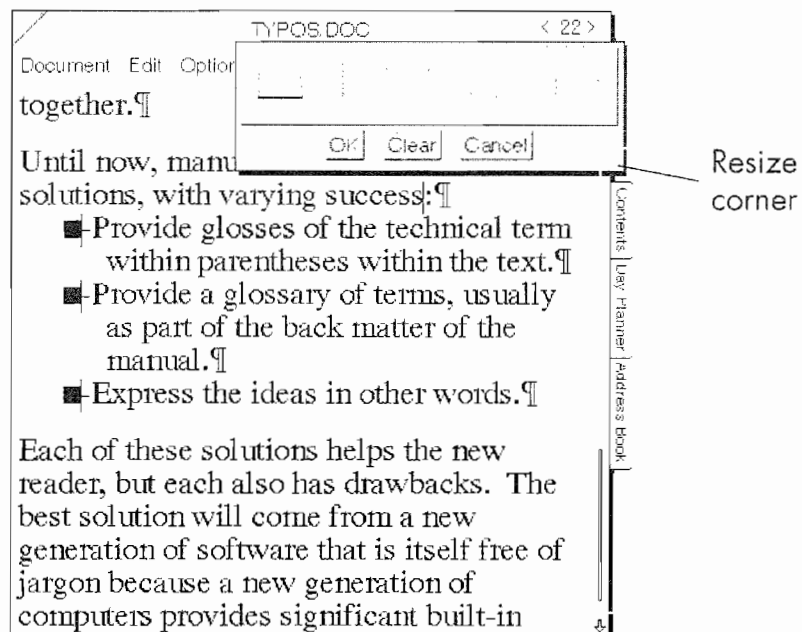 TYPOS.DOC < 22 >
Document Edit Option
OK Clear Cancel
together.¶
Until now, manu
solutions, with varying success:¶
Provide glosses of the technical term
within parentheses within the text.¶
Provide a glossary of terms, usually
as part of the back matter of the
manual.¶
Express the ideas in other words.¶
Each of these solutions helps the new
reader, but each also has drawbacks. The
best solution will come from a new
generation of software that is itself free of
jargon because a new generation of
computers provides significant built-in
Contents
Day Planner
Address Book
Resize
corner